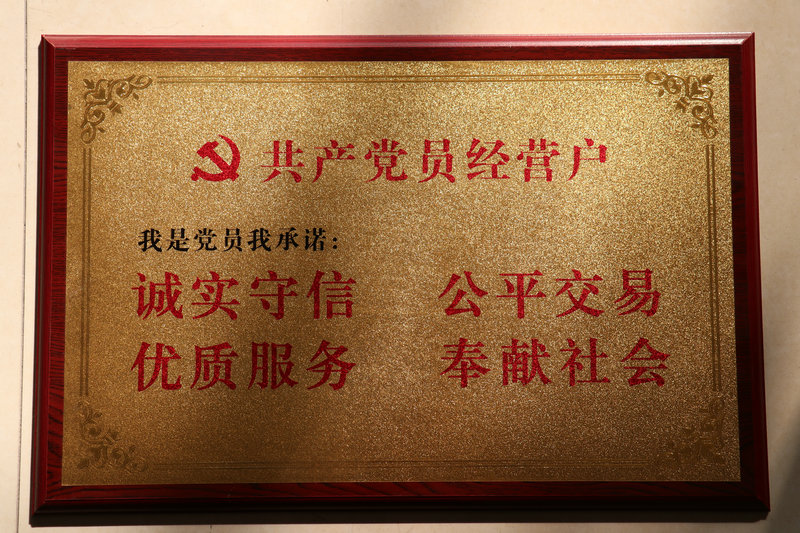 共产党员经营户
我是党员我承诺：
诚实守信 公平交易
优质服务 奉献社会